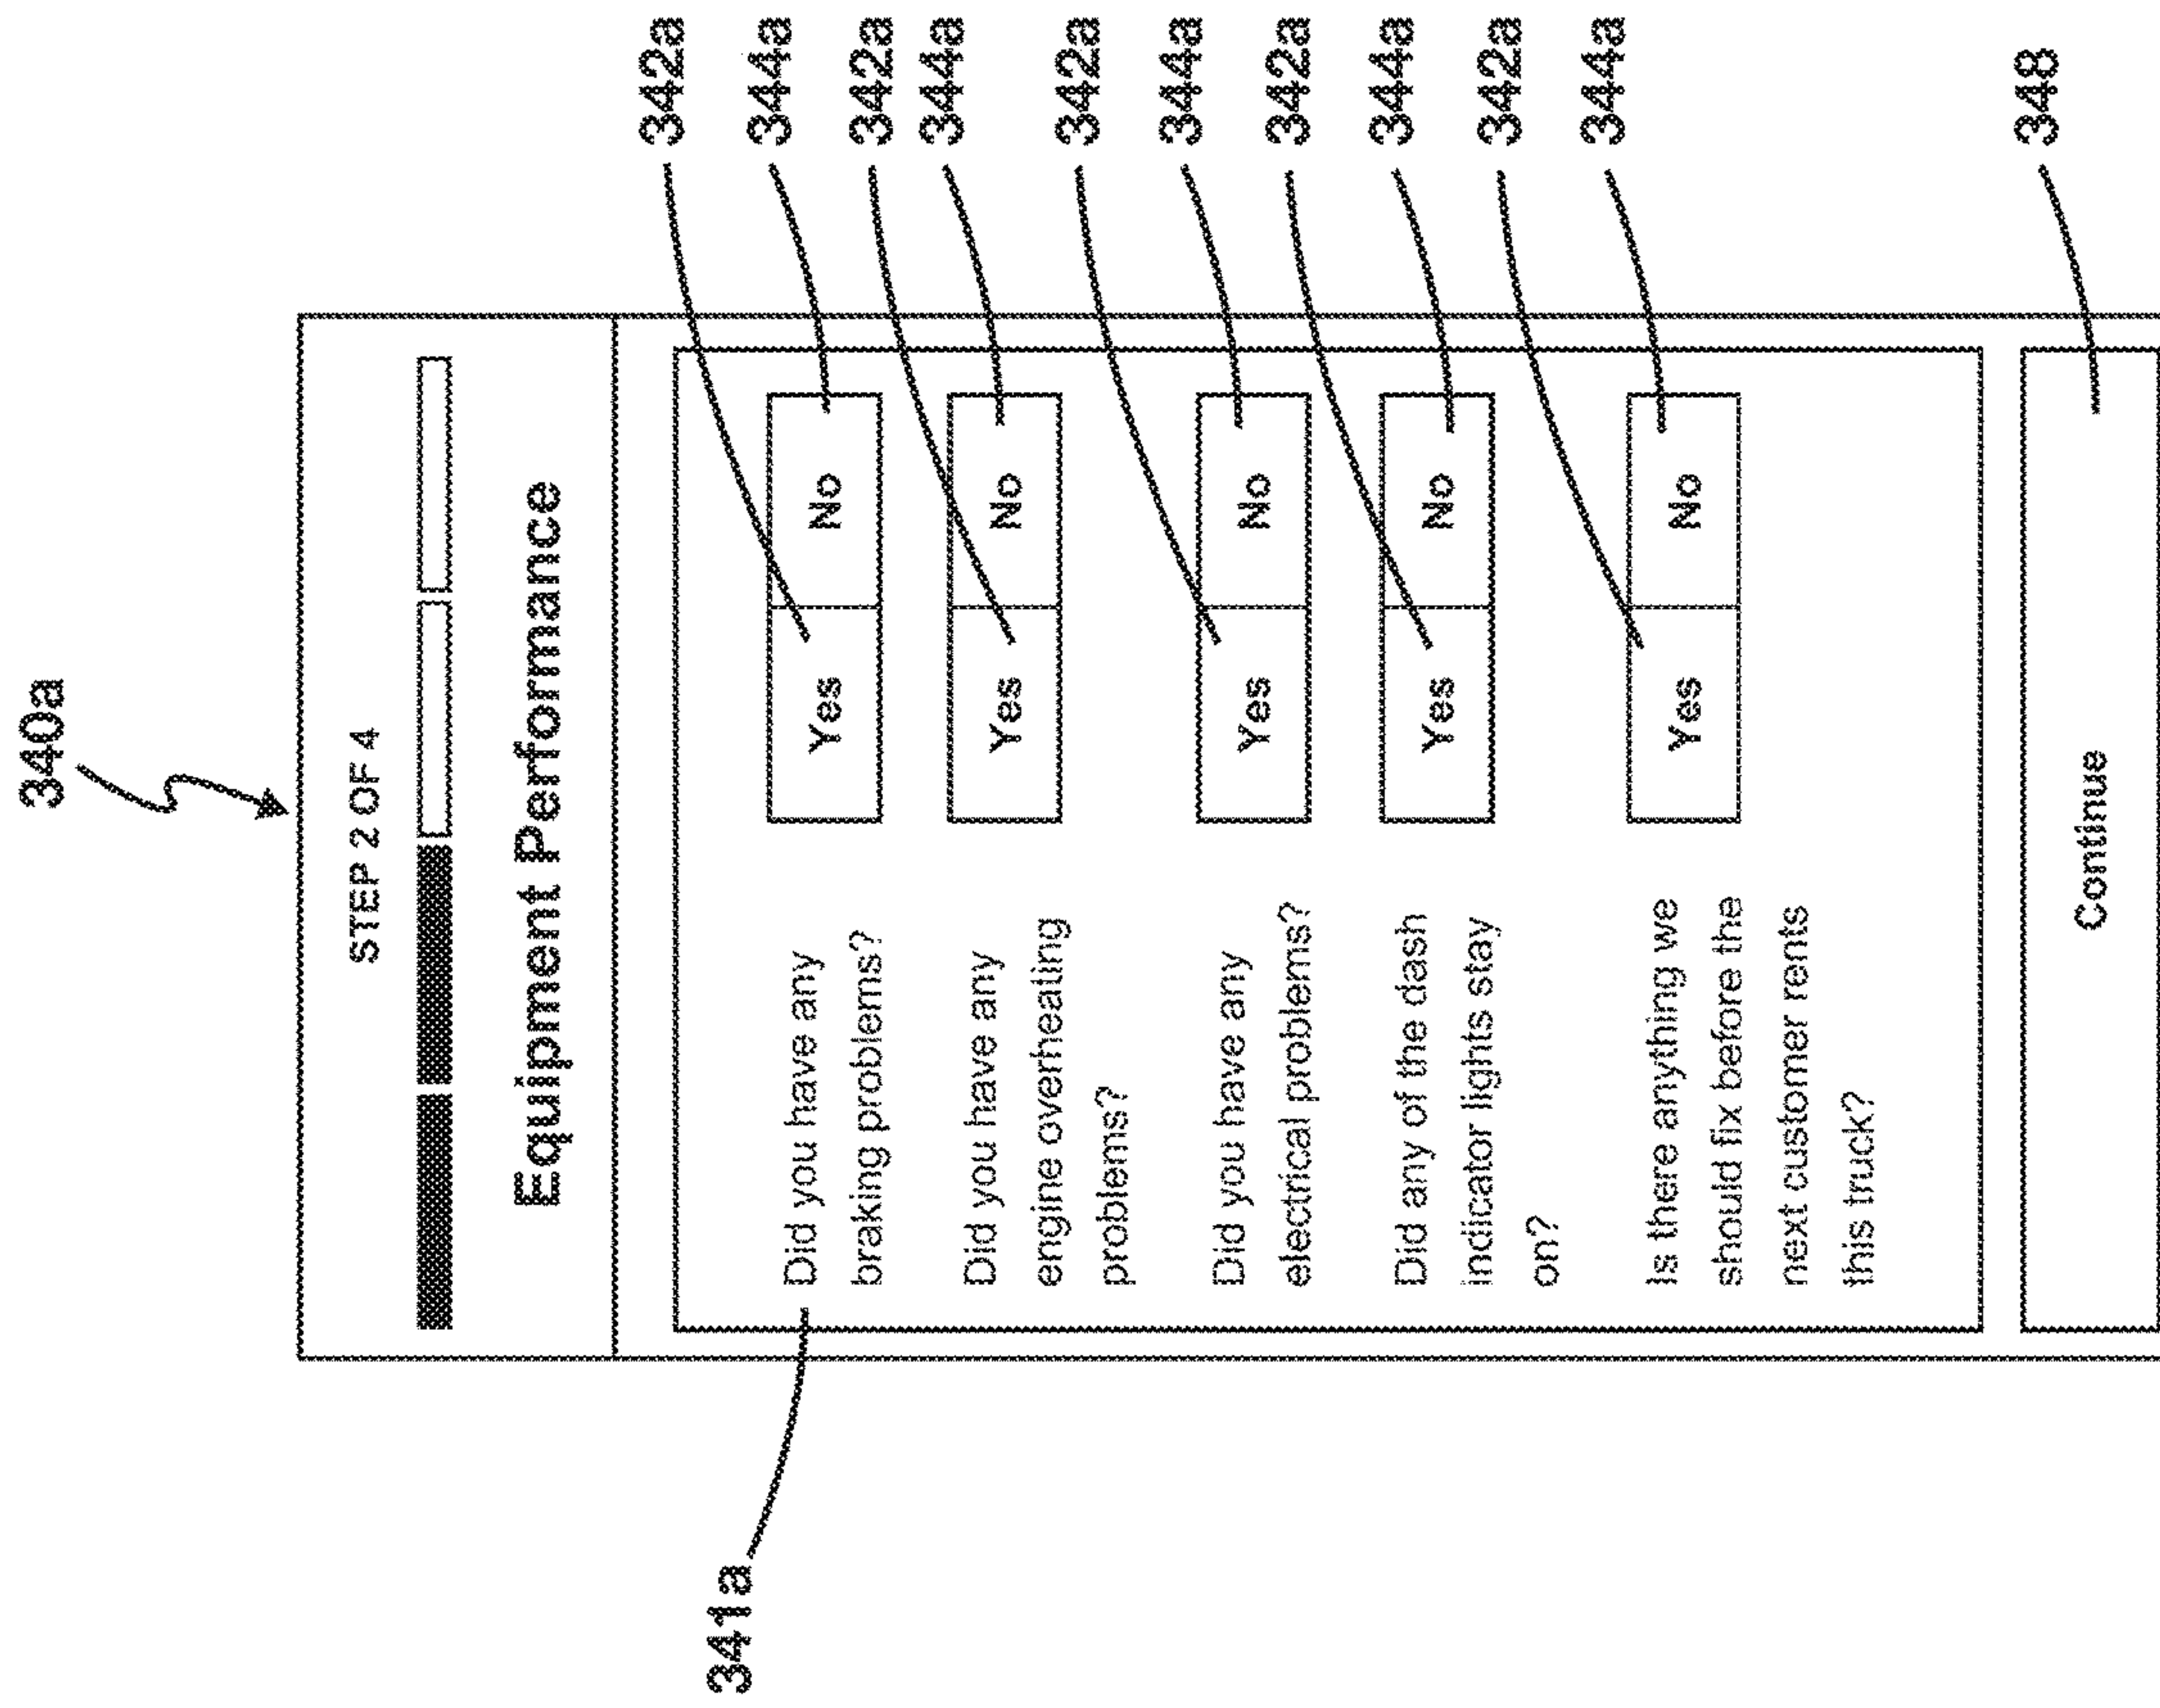 340a
STEP 2 OF 4
Equipment Performance
341a
Did you have any
braking problems?
Yes
No
342a
344a
Did you have any
engine overheating
problems?
Yes
No
342a
344a
Did you have any
electrical problems?
Yes
No
342a
344a
Did any of the dash
indicator lights stay
on?
Yes
No
342a
344a
Is there anything we
should fix before the
next customer rents
this truck?
Yes
No
342a
344a
Continue
348